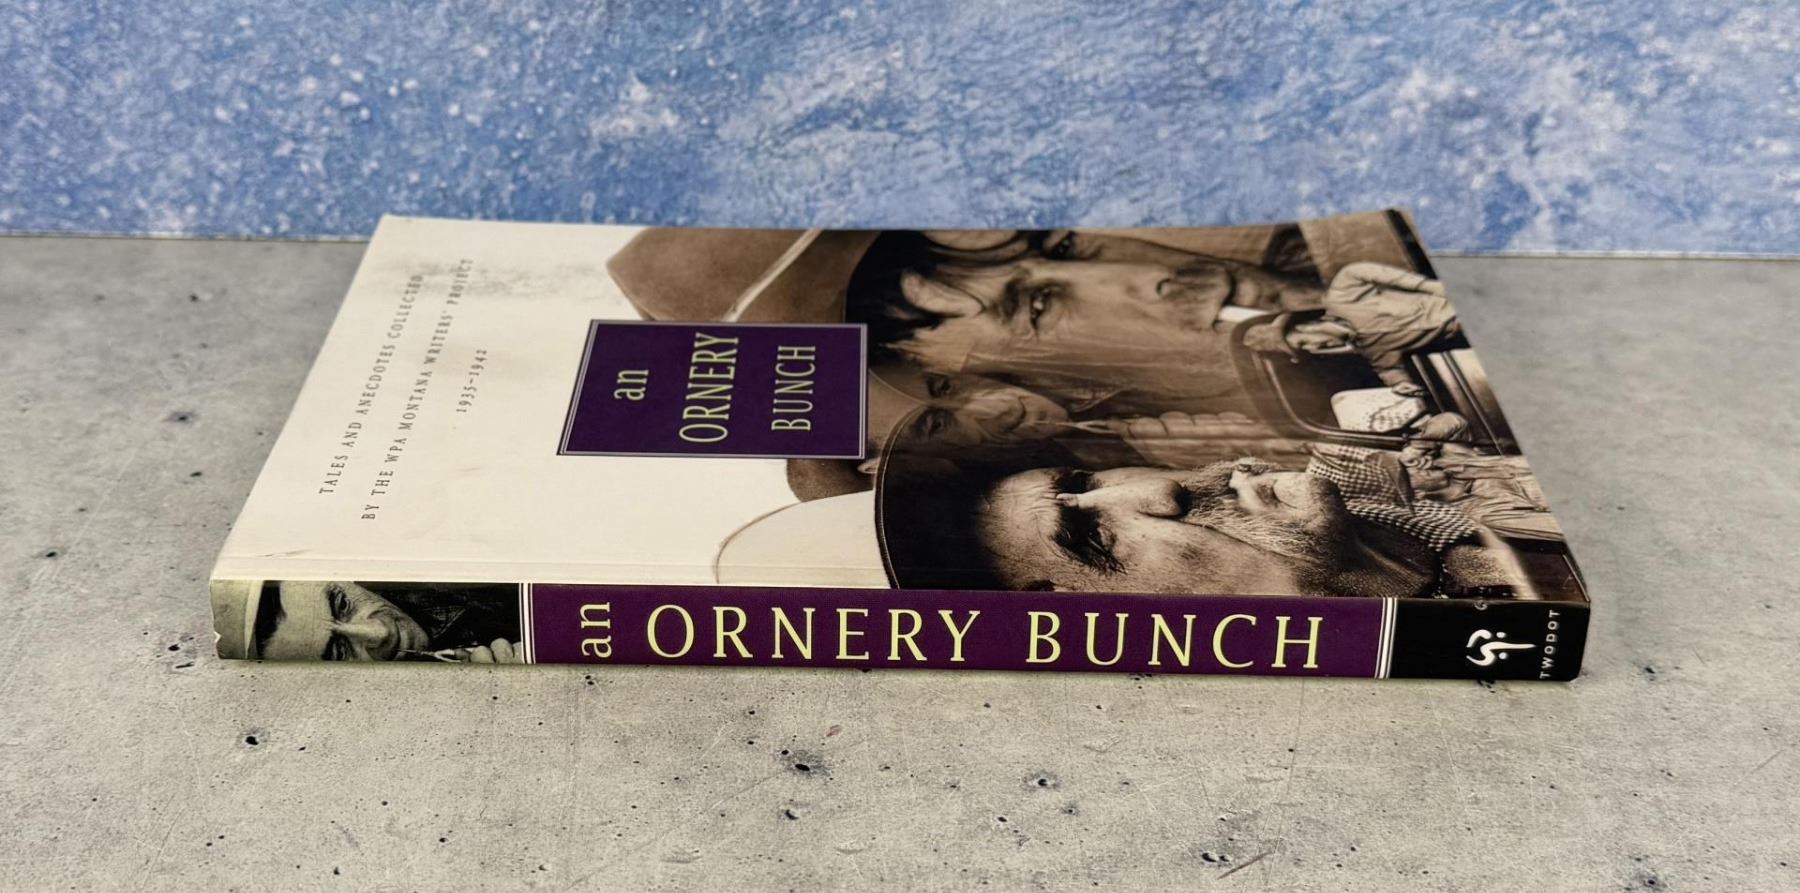 TALES AND ANECDOTES COLLECTED
BY THE WPA MONTANA WRITERS' PROJECT
1935–1942
an
ORNERY
BUNCH
an ORNERY BUNCH
TWODOT